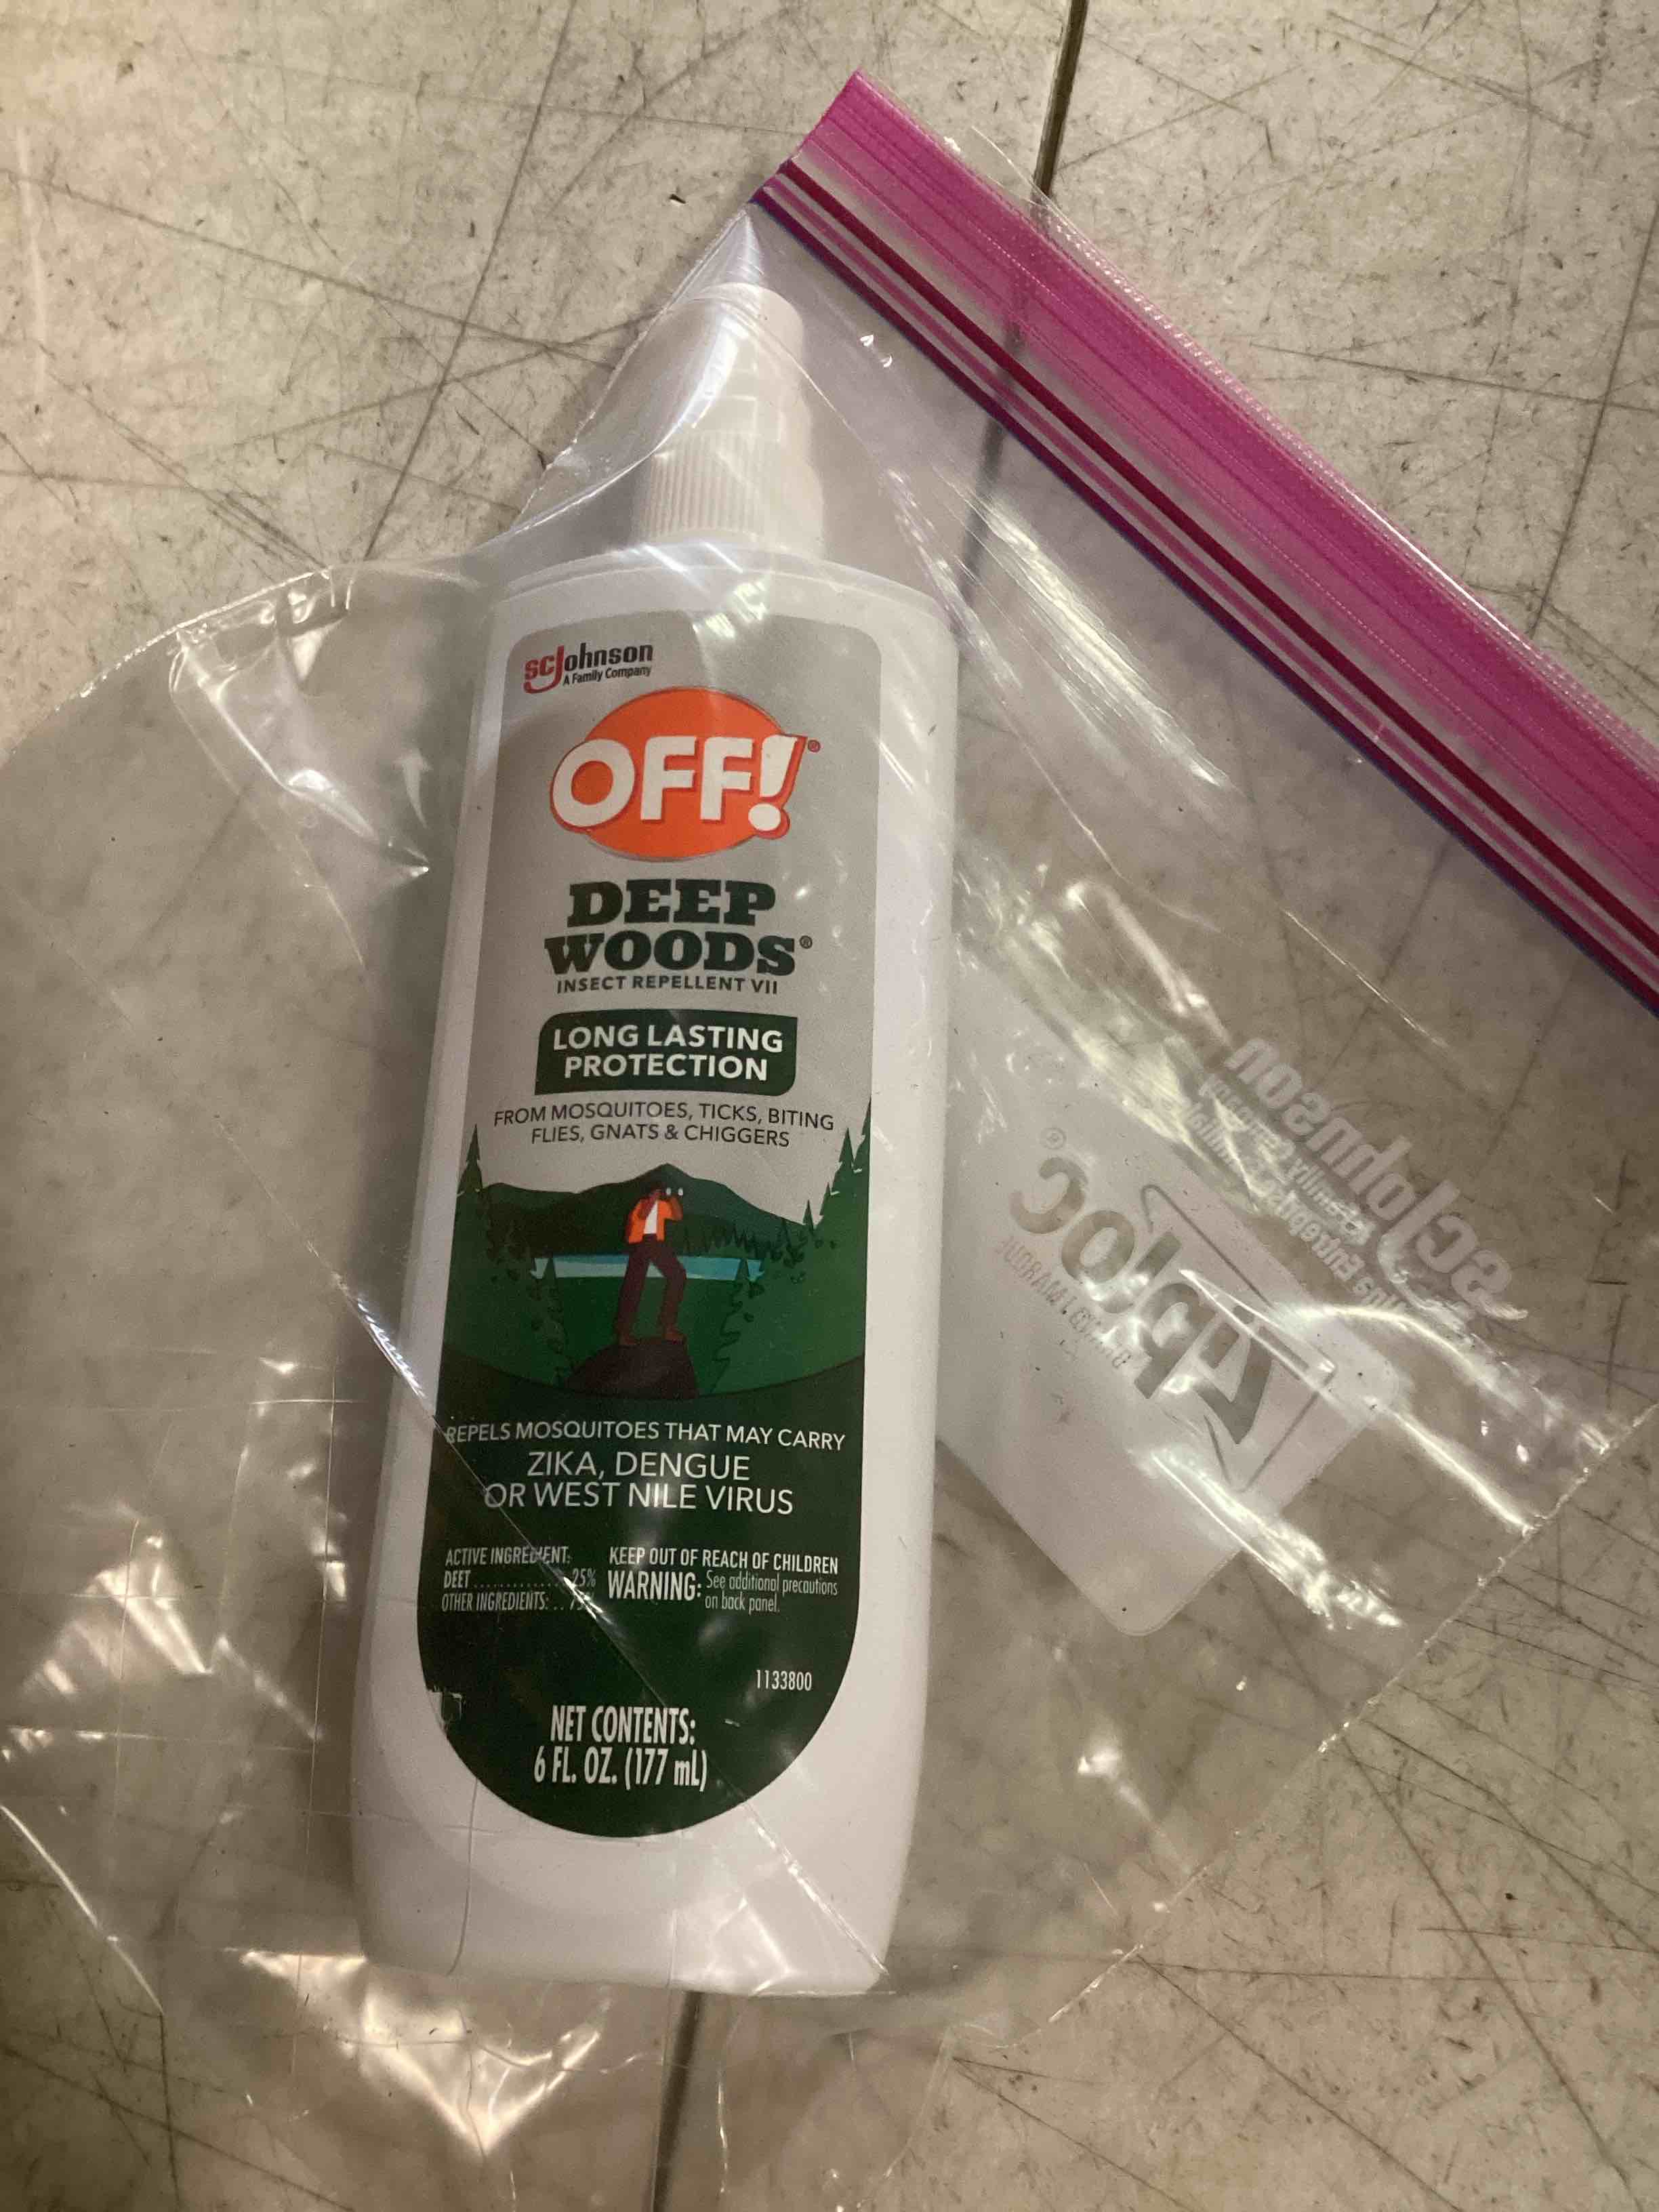 scJohnson
A Family Company
OFF!®
DEEP
WOODS®
INSECT REPELLENT VII
LONG LASTING
PROTECTION
FROM MOSQUITOES, TICKS, BITING
FLIES, GNATS & CHIGGERS
REPELS MOSQUITOES THAT MAY CARRY
ZIKA, DENGUE
OR WEST NILE VIRUS
ACTIVE INGREDIENT:
DEET ............. 25%
OTHER INGREDIENTS: ..
KEEP OUT OF REACH OF CHILDREN
WARNING: See additional precautions
on back panel.
1133800
NET CONTENTS:
6 FL. OZ. (177 mL)
scJohnson
Ziploc®